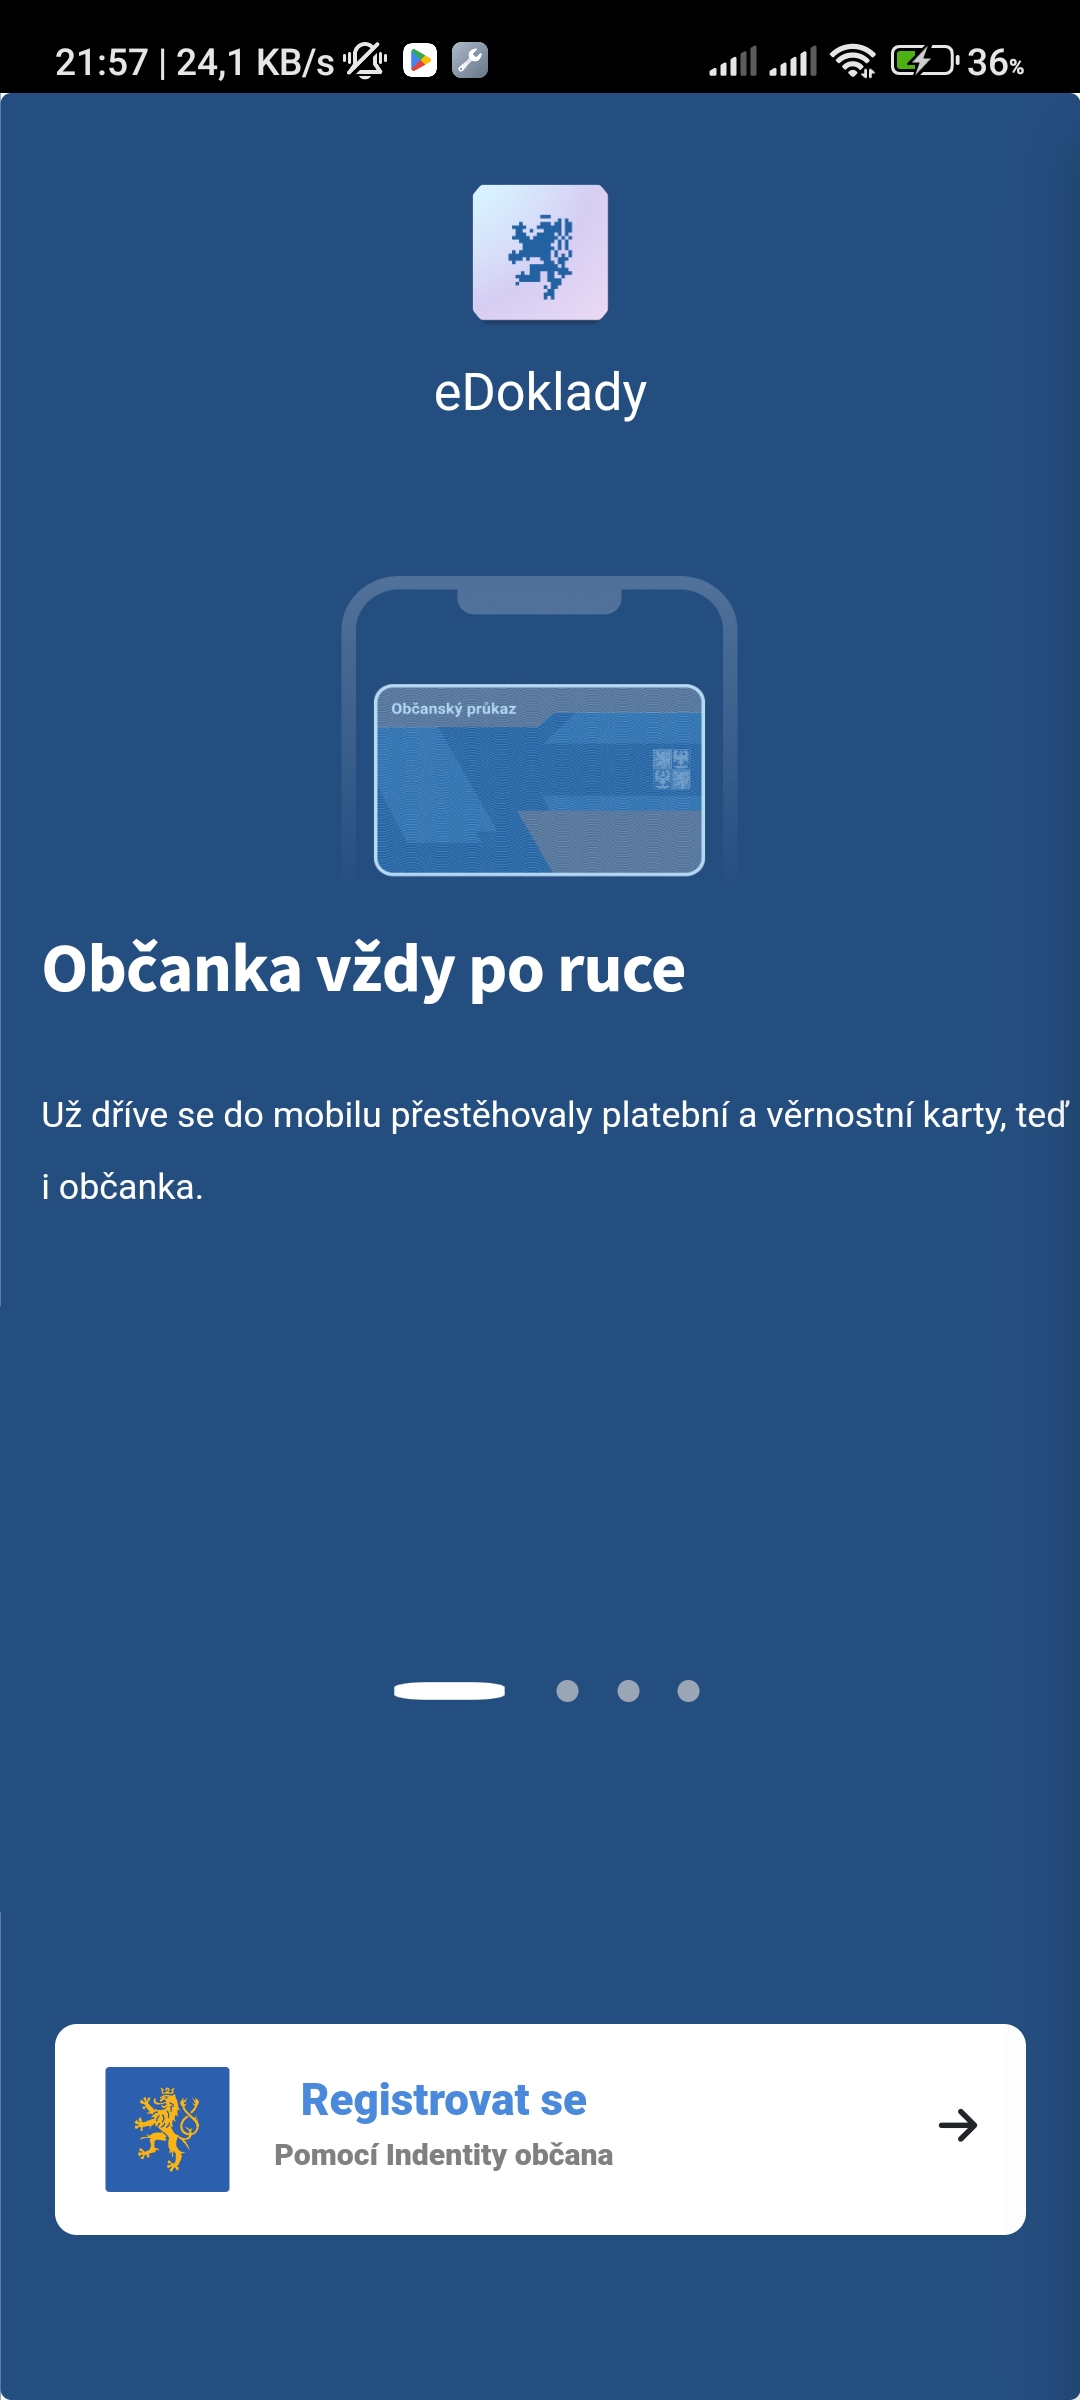 21:57 | 24,1 KB/s 36%
eDoklady
Občanský průkaz
Občanka vždy po ruce
Už dříve se do mobilu přestěhovaly platební a věrnostní karty, teď
i občanka.
Registrovat se
Pomocí Indentity občana